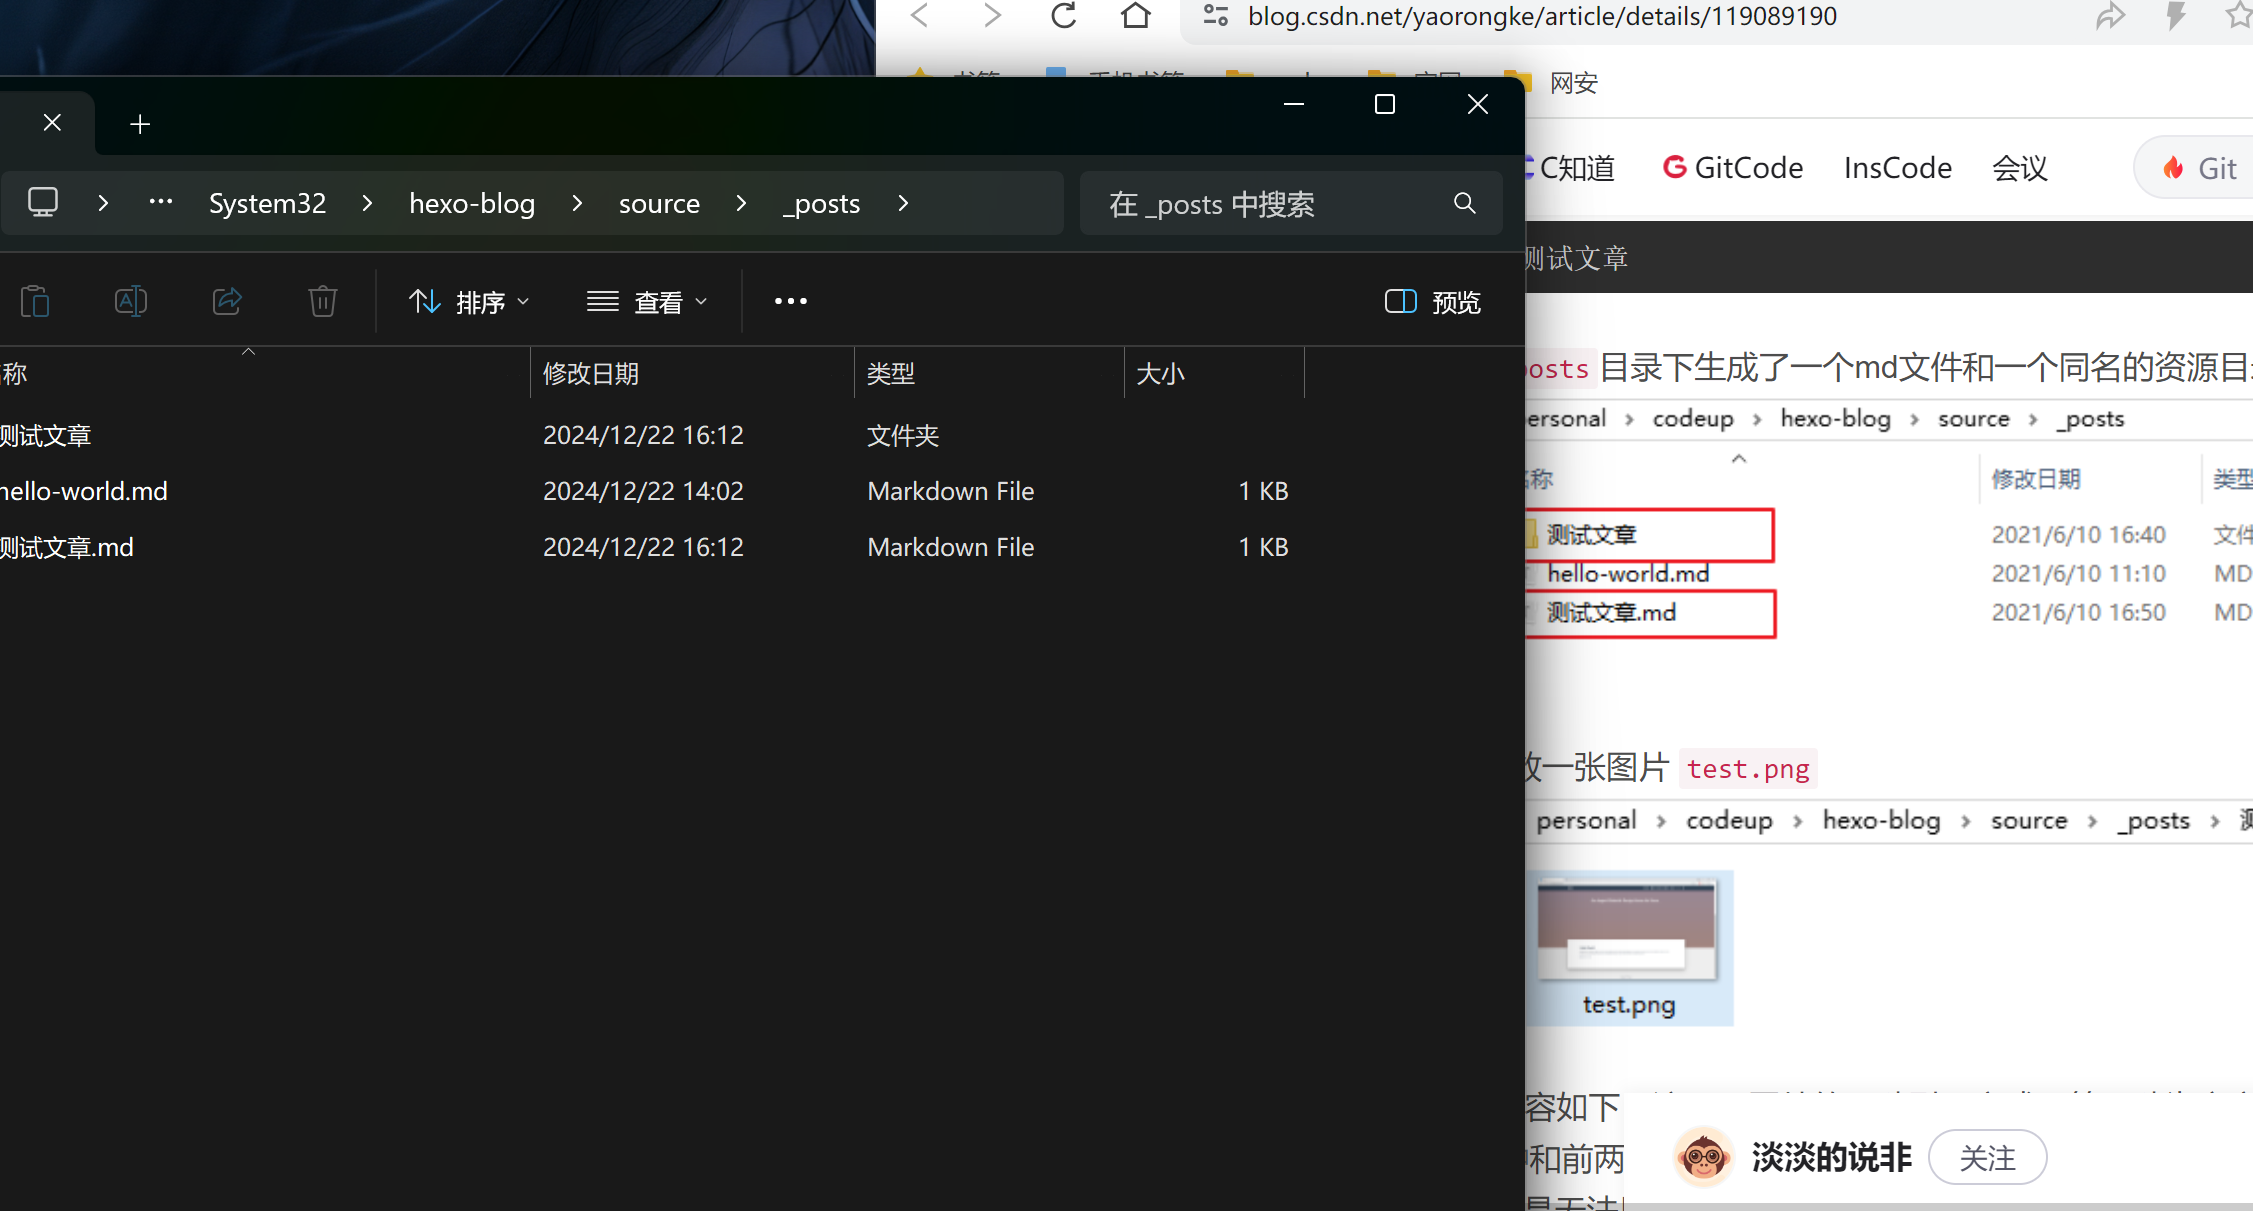 blog.csdn.net/yaorongke/article/details/119089190
网安
System32
hexo-blog
source
_posts
在 _posts 中搜索
C知道
GitCode
InsCode
会议
Git
排序
查看
预览
测试文章
称
修改日期
类型
大小
测试文章
2024/12/22 16:12
文件夹
hello-world.md
2024/12/22 14:02
Markdown File
1 KB
测试文章.md
2024/12/22 16:12
Markdown File
1 KB
posts目录下生成了一个md文件和一个同名的资源目
ersonal
codeup
hexo-blog
source
_posts
名称
修改日期
类型
测试文章
2021/6/10 16:40
文件
hello-world.md
2021/6/10 11:10
MD
测试文章.md
2021/6/10 16:50
MD
放一张图片 test.png
personal
codeup
hexo-blog
source
_posts
test.png
容如下
和前两
淡淡的说非
关注